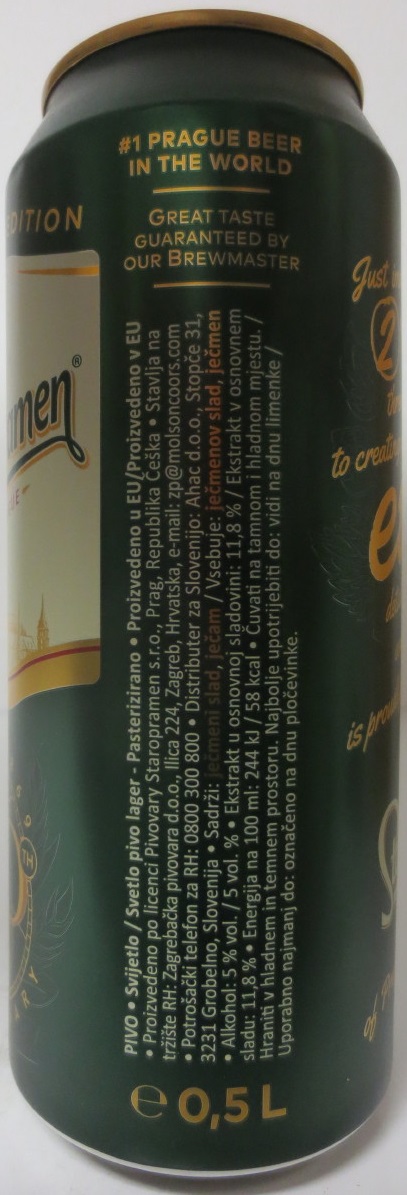 #1 PRAGUE BEER
IN THE WORLD
GREAT TASTE
GUARANTEED BY
OUR BREWMASTER
PIVO • Svijetlo / Svetlo pivo lager - Pasterizirano • Proizvedeno u EU/Proizvedeno v EU
• Proizvedeno po licenci Pivovary Staropramen s.r.o., Prag, Republika Češka • Stavlja na
tržište RH: Zagrebačka pivovara d.o.o., Ilica 224, Zagreb, Hrvatska, e-mail: zp@molsoncoors.com
• Potrošački telefon za RH: 0800 300 800 • Distributer za Slovenijo: Ahac d.o.o., Stopče 31,
3231 Grobelno, Slovenija • Sadrži: ječmeni slad, ječam / Vsebuje: ječmenov slad, ječmen
• Alkohol: 5 % vol. / 5 vol. % • Ekstrakt u osnovnoj sladovini: 11,8 % / Ekstrakt v osnovnem
sladu: 11,8 % • Energija na 100 ml: 244 kJ / 58 kcal • Čuvati na tamnom i hladnom mjestu. /
Hraniti v hladnem in temnem prostoru. Najbolje upotrijebiti do: vidi na dnu limenke /
Uporabno najmanj do: označeno na dnu pločevinke.
e 0,5 L
Just
2
to
is
of